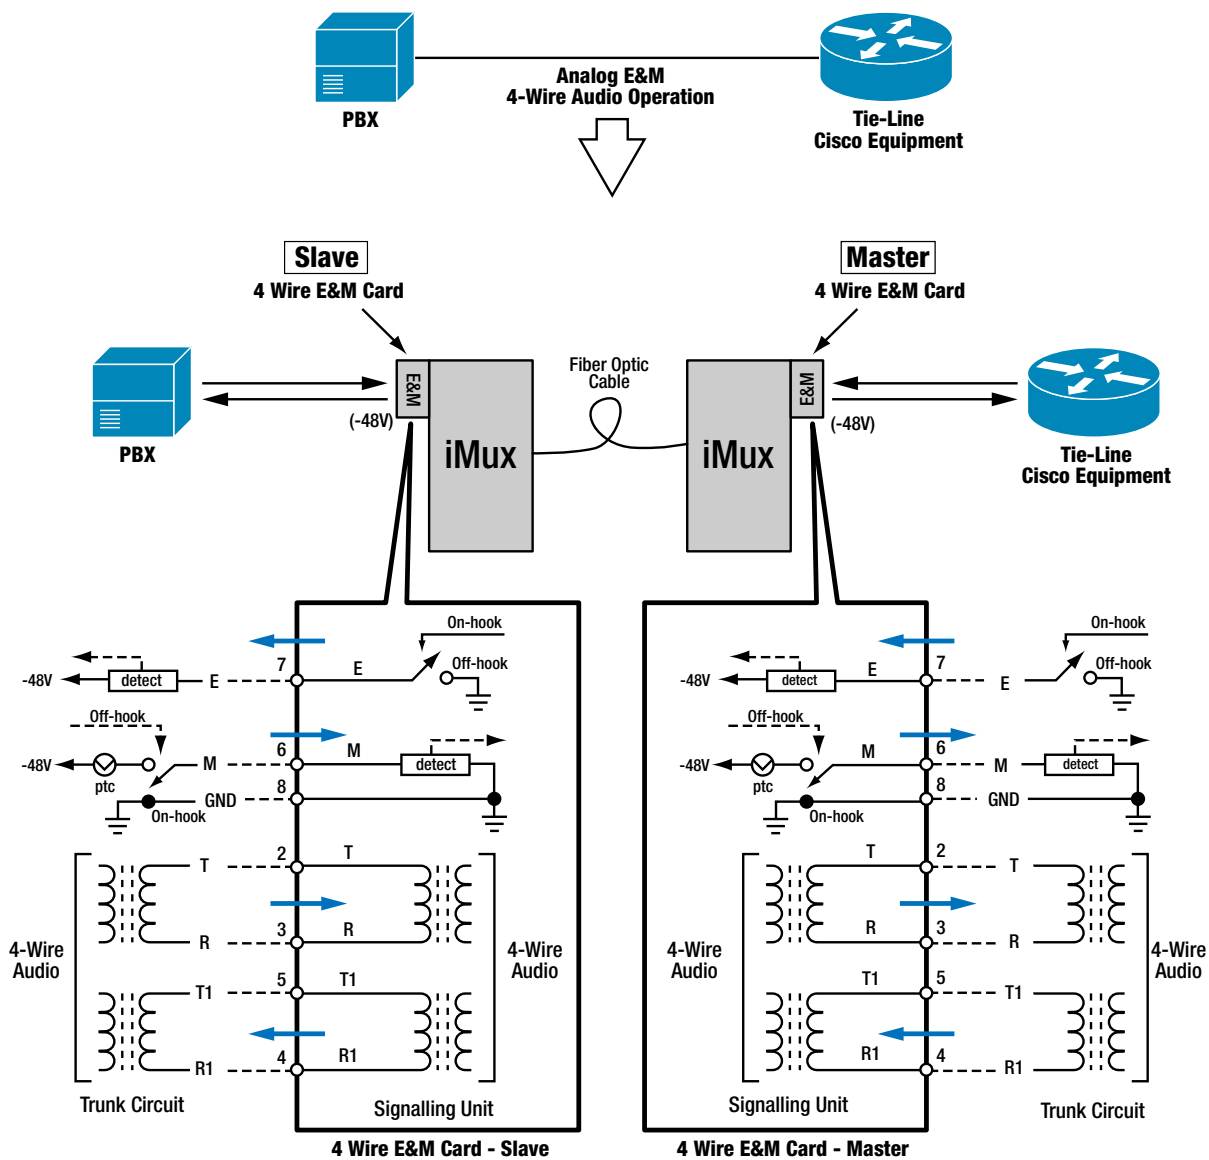 Analog E&M
4-Wire Audio Operation
PBX
Tie-Line
Cisco Equipment
Slave
4 Wire E&M Card
Master
4 Wire E&M Card
Fiber Optic
Cable
E&M
E&M
(-48V)
(-48V)
iMux
iMux
PBX
Tie-Line
Cisco Equipment
On-hook
Off-hook
7
E
-48V
detect
E
Off-hook
-48V
ptc
M
6
M
detect
8
GND
On-hook
2
T
T
3
R
R
4-Wire
Audio
4-Wire
Audio
5
T1
T1
4
R1
R1
Trunk Circuit
Signalling Unit
4 Wire E&M Card - Slave
On-hook
Off-hook
7
E
-48V
detect
E
Off-hook
-48V
ptc
M
6
M
detect
8
GND
On-hook
T
2
T
R
3
R
4-Wire
Audio
4-Wire
Audio
T1
5
T1
R1
4
R1
Signalling Unit
Trunk Circuit
4 Wire E&M Card - Master